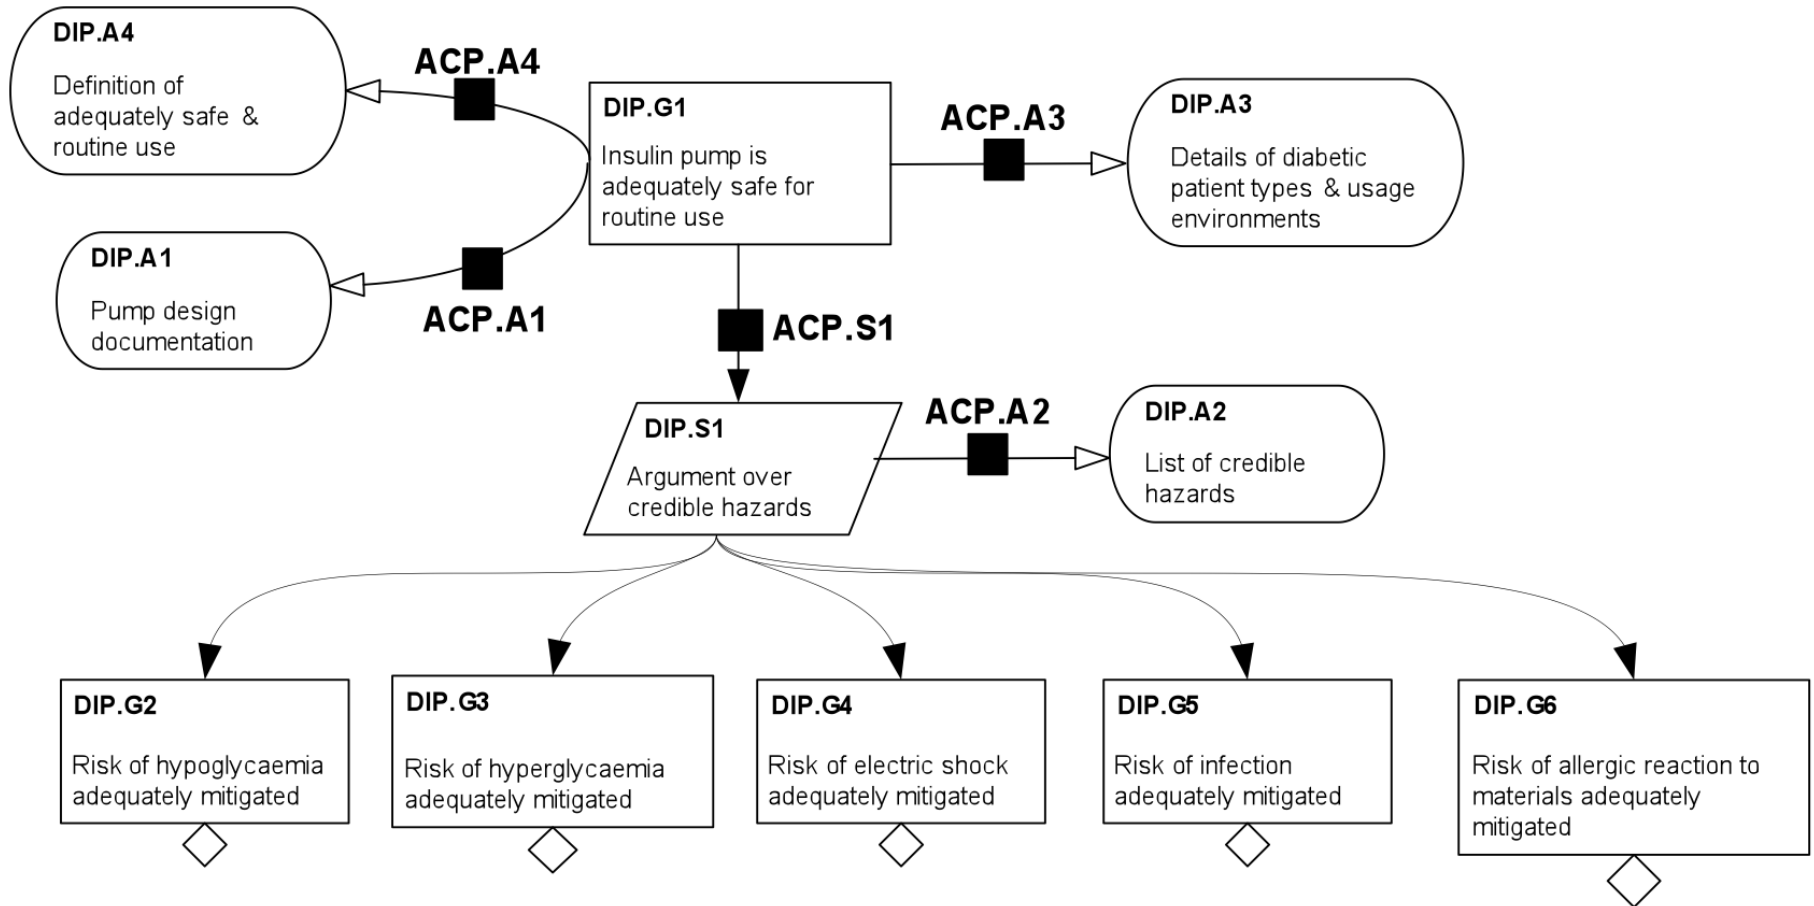 DIP.A4
Definition of
adequately safe & 
routine use
ACP.A4
DIP.G1
Insulin pump is
adequately safe for
routine use
ACP.A3
DIP.A3
Details of diabetic
patient types & usage
environments
DIP.A1
Pump design
documentation
ACP.A1
ACP.S1
DIP.S1
Argument over
credible hazards
ACP.A2
DIP.A2
List of credible
hazards
DIP.G2
Risk of hypoglycaemia
adequately mitigated
DIP.G3
Risk of hyperglycaemia
adequately mitigated
DIP.G4
Risk of electric shock
adequately mitigated
DIP.G5
Risk of infection
adequately mitigated
DIP.G6
Risk of allergic reaction to
materials adequately
mitigated